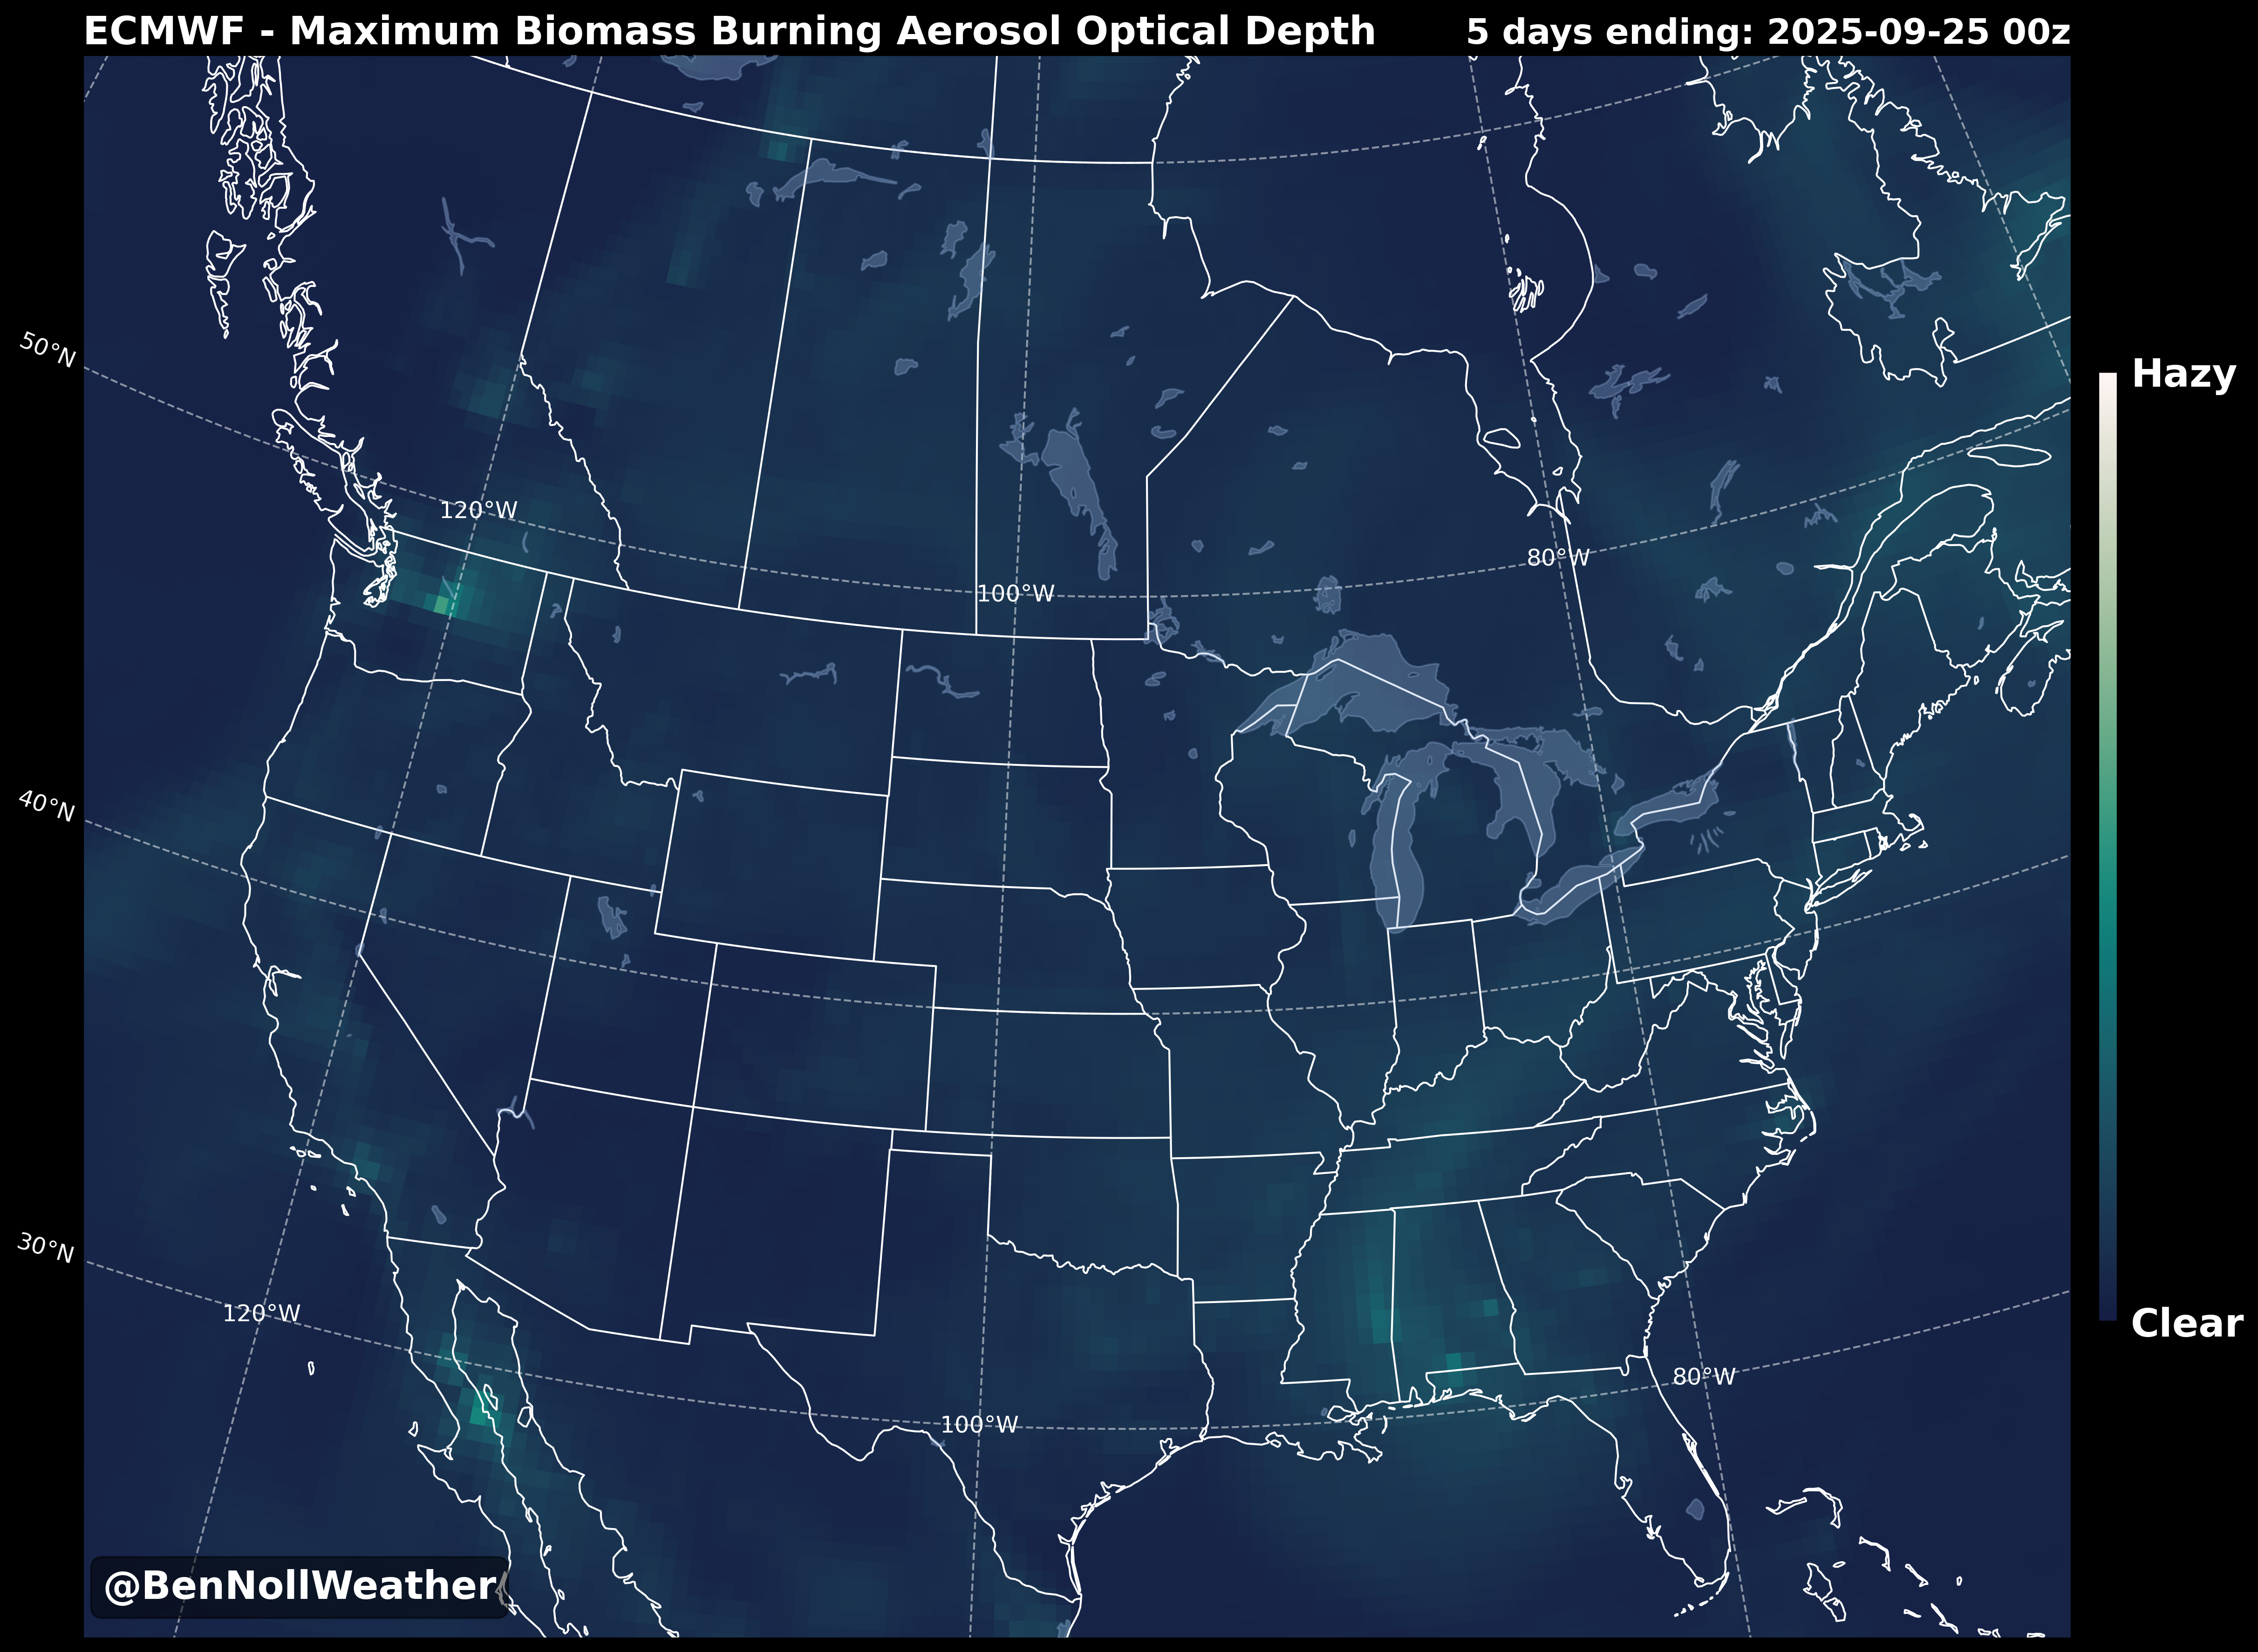 ECMWF - Maximum Biomass Burning Aerosol Optical Depth
5 days ending: 2025-09-25 00z
50°N
Hazy
120°W
80°W
100°W
40°N
30°N
120°W
Clear
80°W
100°W
@BenNollWeather